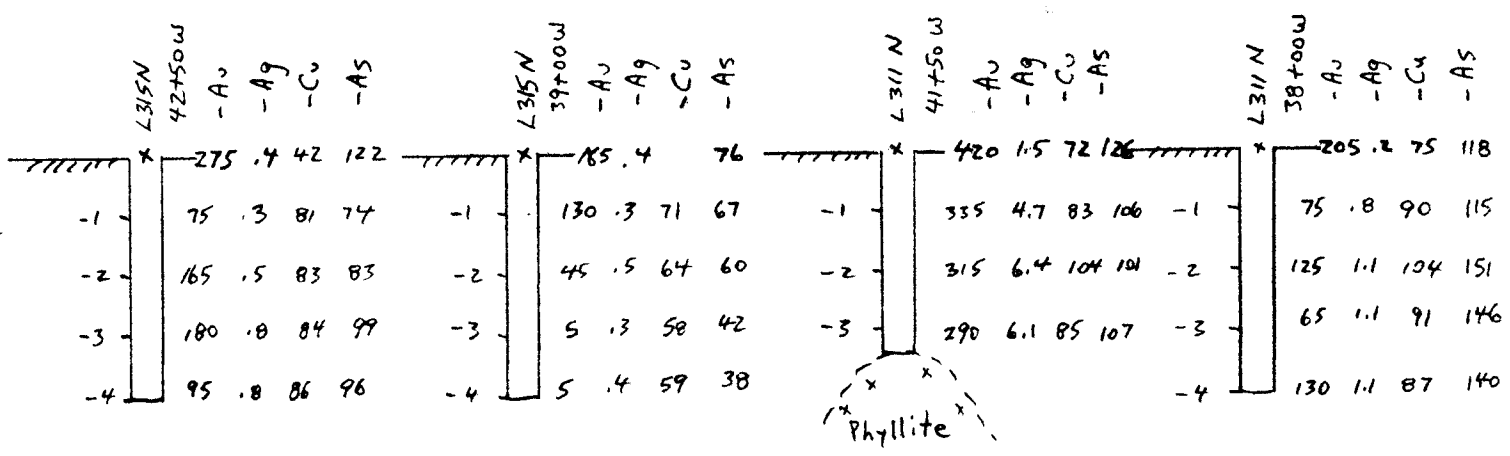 L315N 42+50W -Au -Ag -Cu -As
L315N 39+00W -Au -Ag -Cu -As
L311N 41+50W -Au -Ag -Cu -As
L311N 38+00W -Au -Ag -Cu -As
x 275 .4 42 122 x 165 .4 76 x 420 1.5 72 126 x 205 .2 75 118
-1 75 .3 81 74 -1 130 .3 71 67 -1 335 4.7 83 106 -1 75 .8 90 115
-2 165 .5 83 83 -2 45 .5 64 60 -2 315 6.4 104 101 -2 125 1.1 104 151
-3 180 .8 84 99 -3 5 .3 58 42 -3 290 6.1 85 107 -3 65 1.1 91 146
-4 95 .8 86 96 -4 5 .4 59 38 -4 130 1.1 87 140
x x
x x
Phyllite